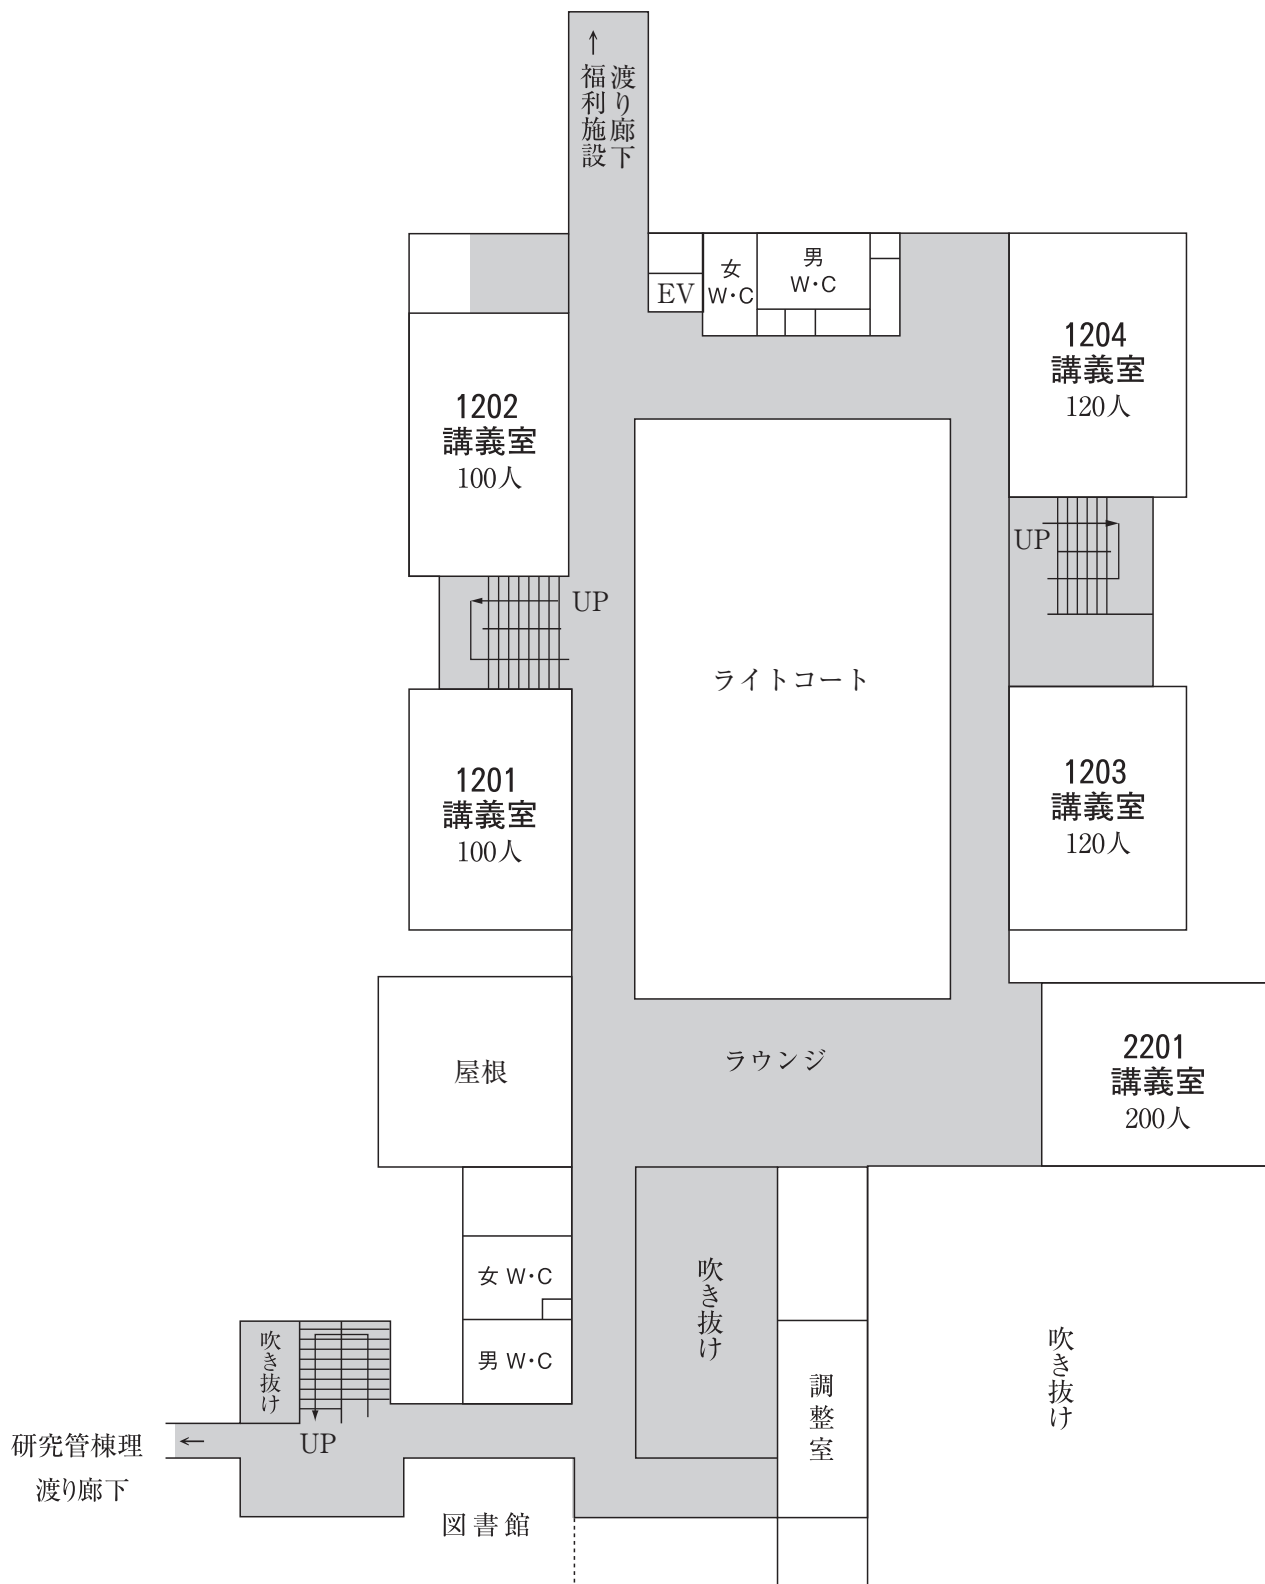 ↑
渡り廊下
福利施設
EV
女
W・C
男
W・C
1204
講義室
120人
1202
講義室
100人
UP
UP
ライトコート
1201
講義室
100人
1203
講義室
120人
屋根
ラウンジ
2201
講義室
200人
女 W・C
男 W・C
吹き抜け
吹き抜け
吹き抜け
調整室
UP
←
研究管棟理
渡り廊下
図書館